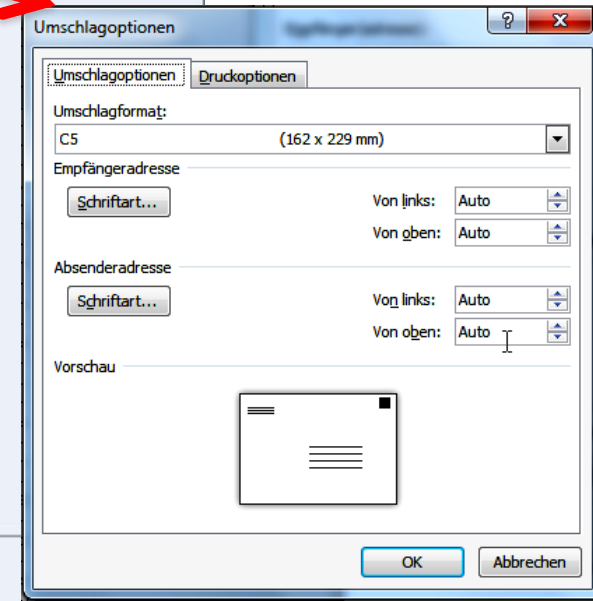 Umschlagoptionen
Umschlagoptionen Druckoptionen
Umschlagformat:
C5 (162 x 229 mm)
Empfängeradresse
Schriftart... Von links: Auto
Von oben: Auto
Absenderadresse
Schriftart... Von links: Auto
Von oben: Auto
Vorschau
OK Abbrechen